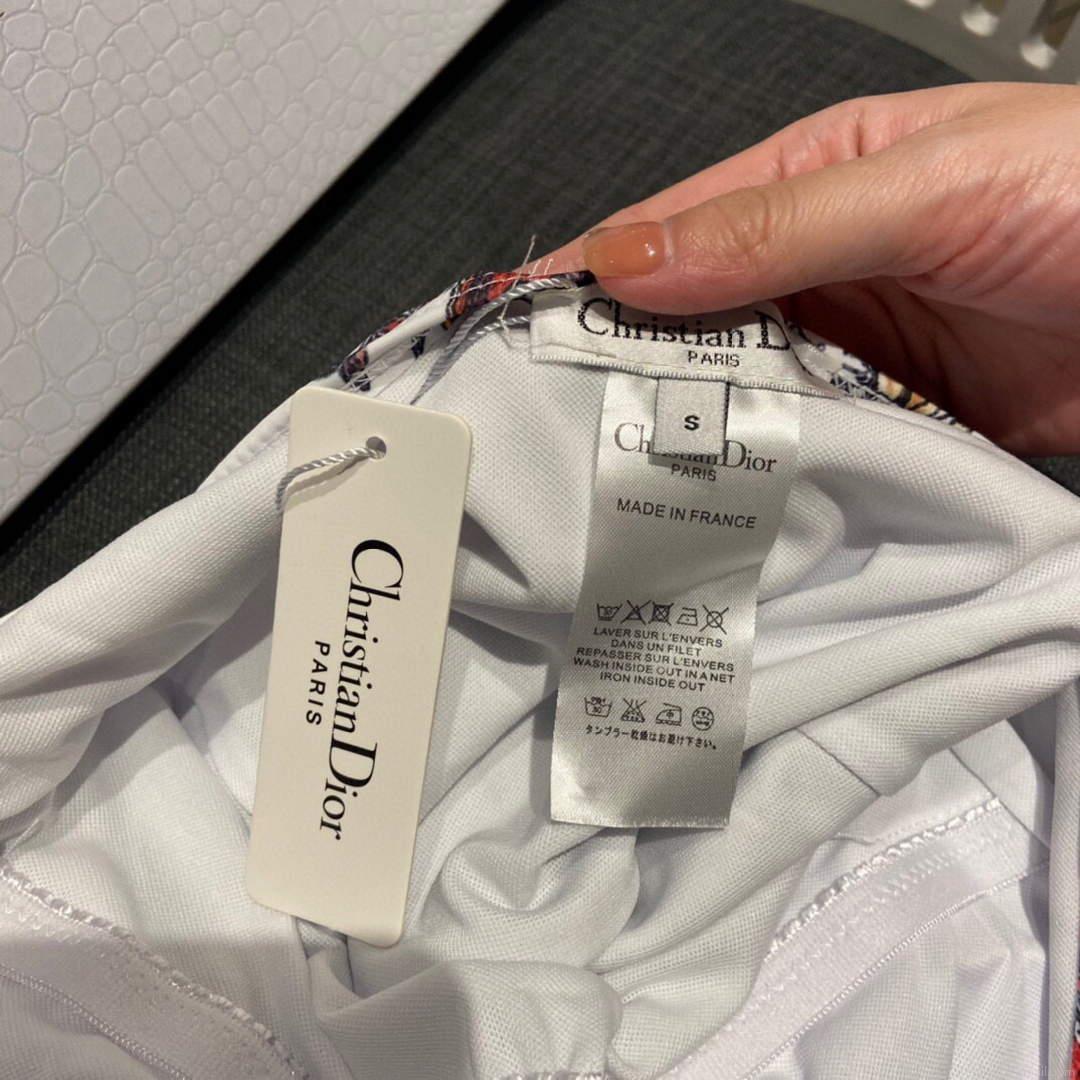 Christian D
PARIS
S
Christian Dior
PARIS
MADE IN FRANCE
LAVER SUR L'ENVERS
DANS UN FILET
REPASSER SUR L'ENVERS
WASH INSIDE OUT IN A NET
IRON INSIDE OUT
タンブラー乾燥はお避け下さい。
Christian Dior
PARIS